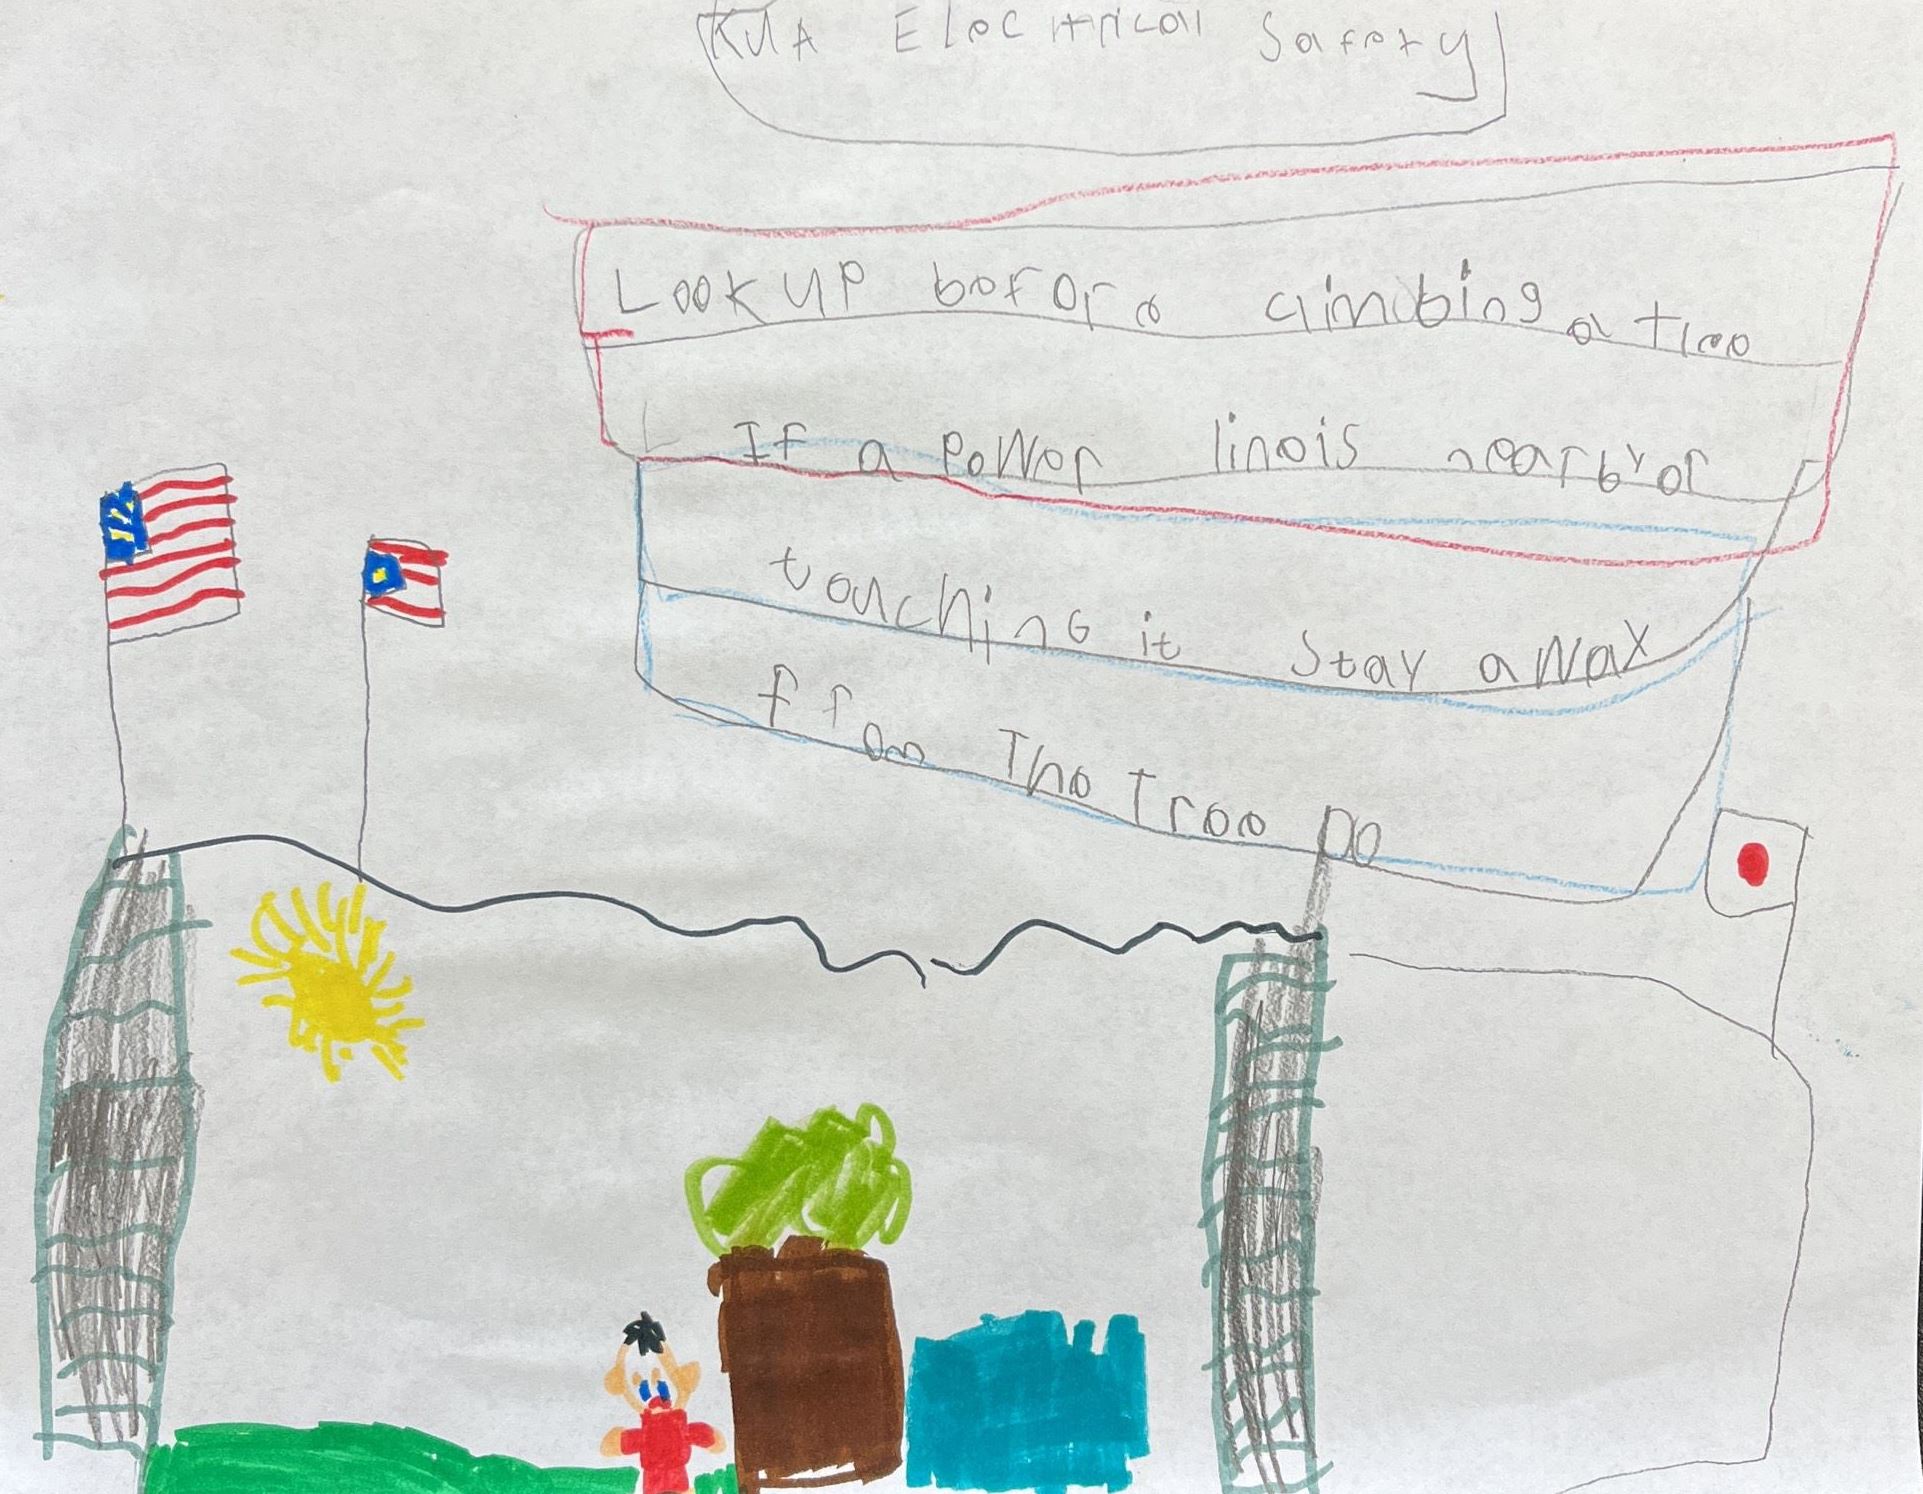 KUA Electrical Safety
Look up before climbing a tree
If a Power line is nearby or
touching it Stay away
from The Tree